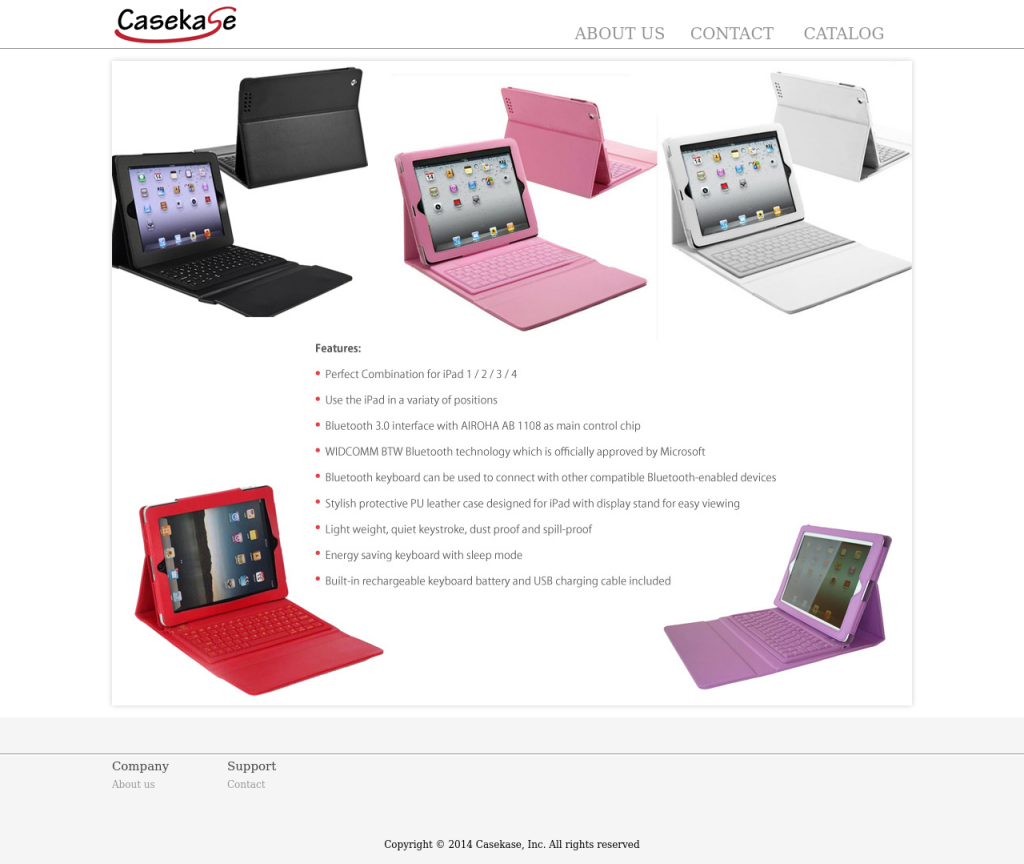 CasekaSe
ABOUT US CONTACT CATALOG
Features:
Perfect Combination for iPad 1 / 2 / 3 / 4
Use the iPad in a variaty of positions
Bluetooth 3.0 interface with AIROHA AB 1108 as main control chip
WIDCOMM BTW Bluetooth technology which is officially approved by Microsoft
Bluetooth keyboard can be used to connect with other compatible Bluetooth-enabled devices
Stylish protective PU leather case designed for iPad with display stand for easy viewing
Light weight, quiet keystroke, dust proof and spill-proof
Energy saving keyboard with sleep mode
Built-in rechargeable keyboard battery and USB charging cable included
Company Support
About us Contact
Copyright © 2014 Casekase, Inc. All rights reserved